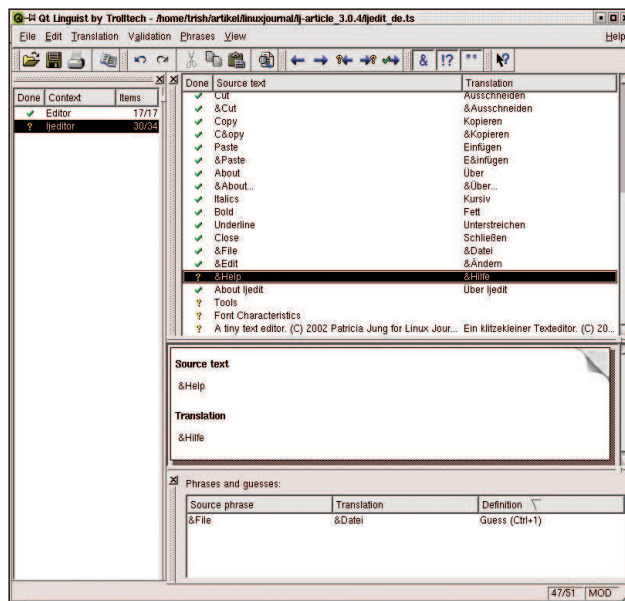 Qt Linguist by Trolltech - /home/trish/artikel/linuxjournal/lj-article_3.0.4/ljedit_de.ts
File Edit Translation Validation Phrases View Help
& !? ""
Done Context Items
Editor 17/17
ljeditor 30/34
Done Source text Translation
Cut Ausschneiden
&Cut &Ausschneiden
Copy Kopieren
C&opy &Kopieren
Paste Einfügen
&Paste E&infügen
About Über
&About... &Über...
Italics Kursiv
Bold Fett
Underline Unterstreichen
Close Schließen
&File &Datei
&Edit &Ändern
? &Help &Hilfe
About ljedit Über ljedit
? Tools
? Font Characteristics
? A tiny text editor. (C) 2002 Patricia Jung for Linux Jour... Ein klitzekleiner Texteditor. (C) 20...
Source text
&Help
Translation
&Hilfe
Phrases and guesses:
Source phrase Translation Definition
&File &Datei Guess (Ctrl+1)
47/51 MOD